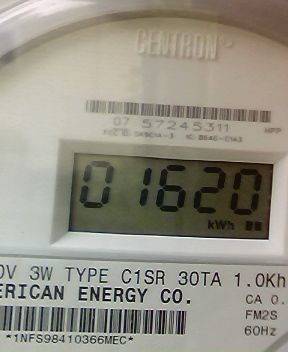 CENTRON®
07 57245311 HPP
01620
kWh
0V 3W TYPE C1SR 30TA 1.0Kh
ERICAN ENERGY CO. CA 0.
FM2S
60Hz
*1NFS98410366MEC*